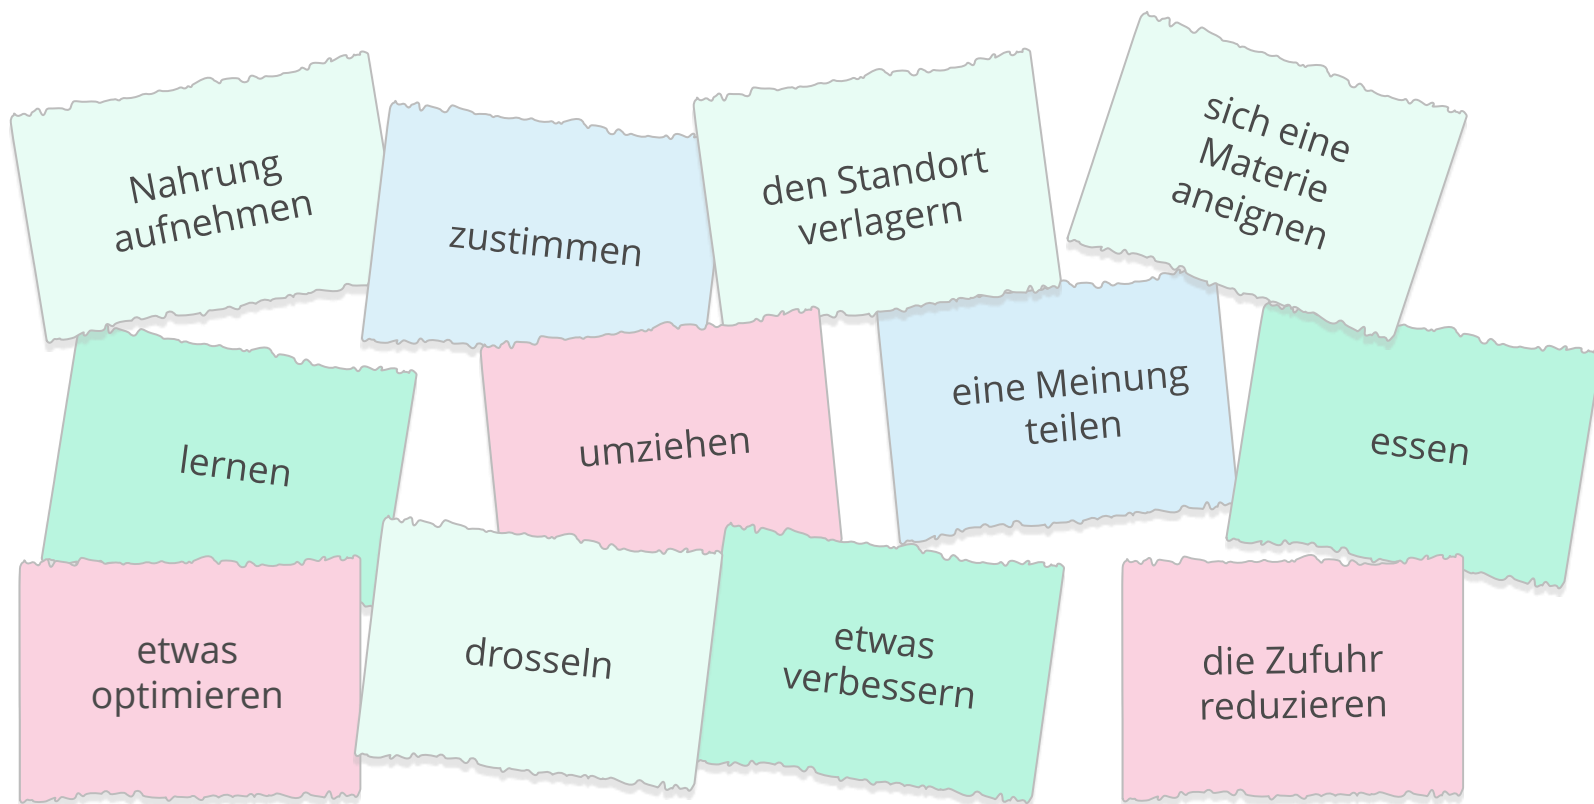 Nahrung
aufnehmen
zustimmen
den Standort
verlagern
sich eine
Materie
aneignen
lernen
umziehen
eine Meinung
teilen
essen
etwas
optimieren
drosseln
etwas
verbessern
die Zufuhr
reduzieren